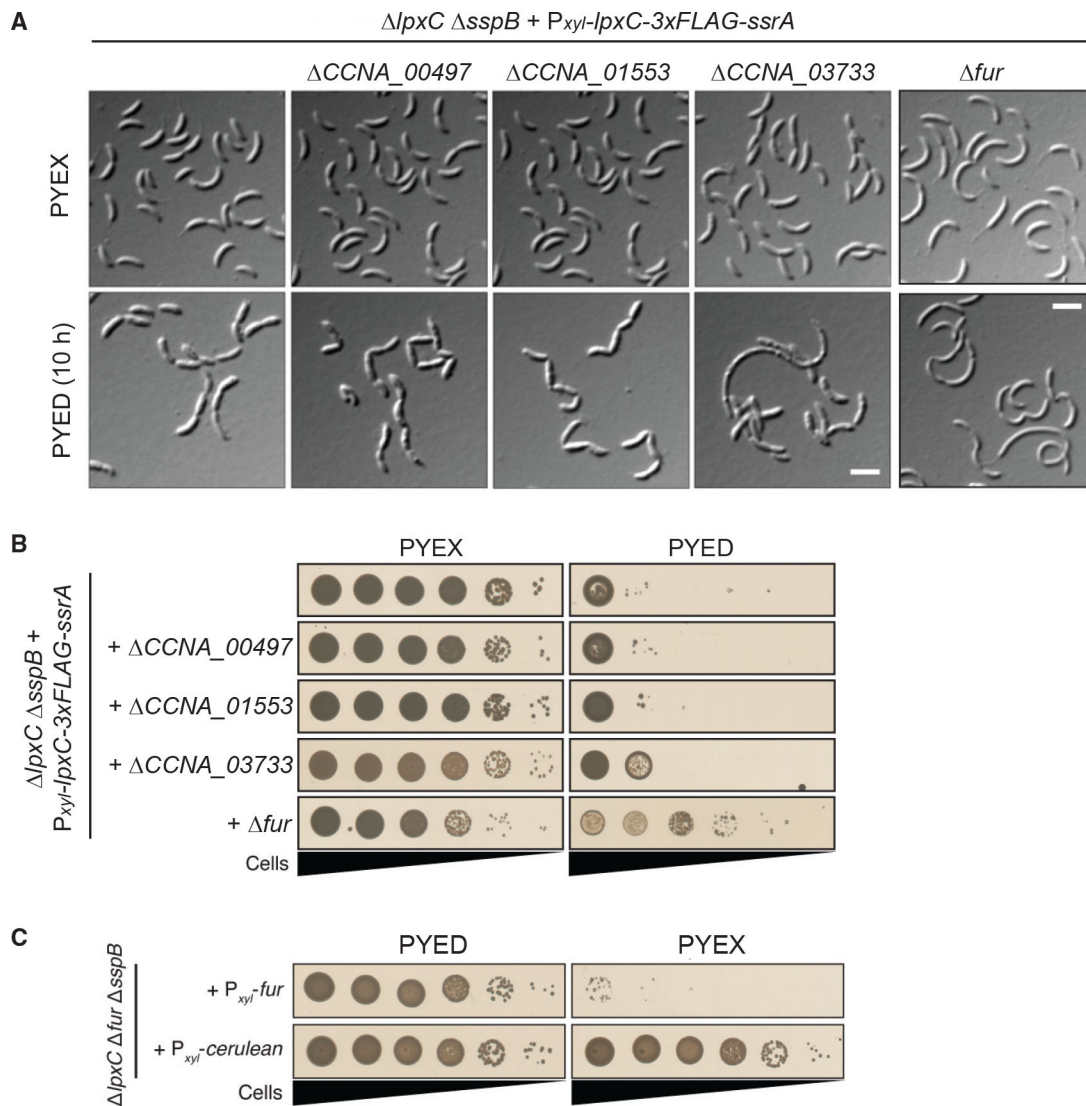 A
ΔlpxC ΔsspB + Pxyl-lpxC-3xFLAG-ssrA
ΔCCNA_00497 ΔCCNA_01553 ΔCCNA_03733 Δfur
PYEX
PYED (10 h)
B
PYEX PYED
ΔlpxC ΔsspB +
Pxyl-lpxC-3xFLAG-ssrA
+ ΔCCNA_00497
+ ΔCCNA_01553
+ ΔCCNA_03733
+ Δfur
Cells
C
PYED PYEX
ΔlpxC Δfur ΔsspB
+ Pxyl-fur
+ Pxyl-cerulean
Cells